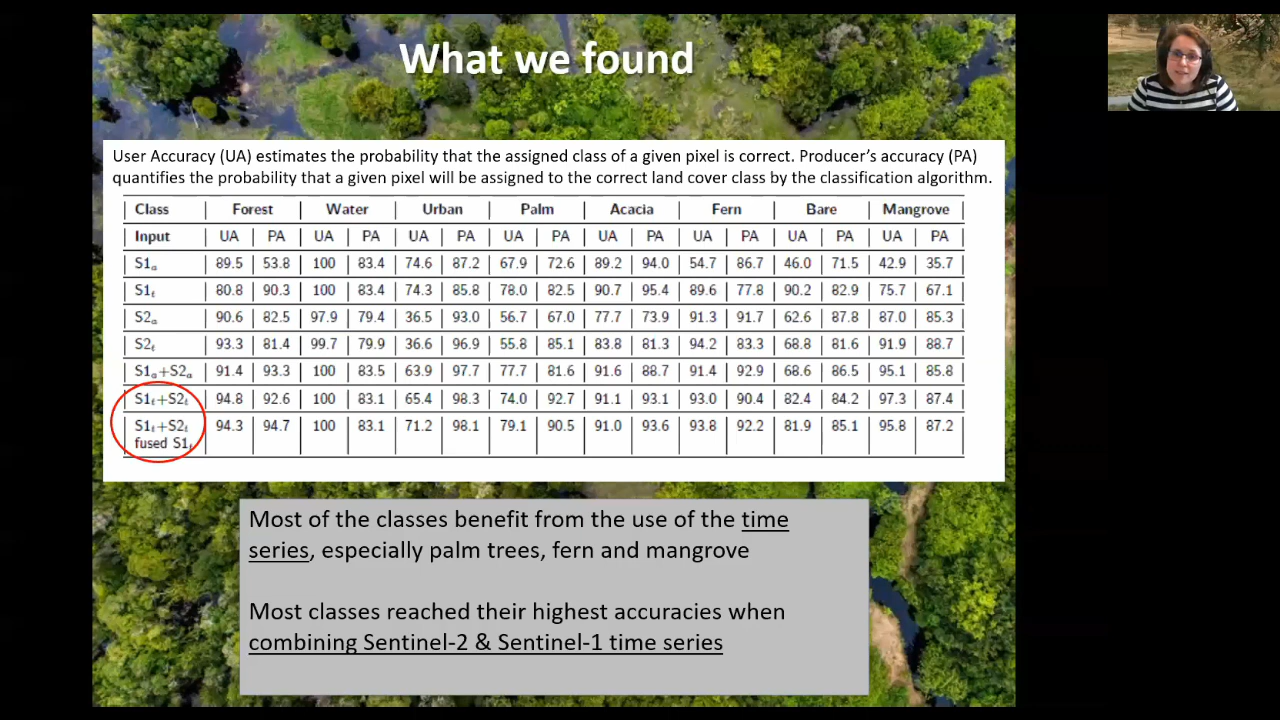 What we found
User Accuracy (UA) estimates the probability that the assigned class of a given pixel is correct. Producer's accuracy (PA)
quantifies the probability that a given pixel will be assigned to the correct land cover class by the classification algorithm.
Class Forest Water Urban Palm Acacia Fern Bare Mangrove
Input UA PA UA PA UA PA UA PA UA PA UA PA UA PA UA PA
S1ₐ 89.5 53.8 100 83.4 74.6 87.2 67.9 72.6 89.2 94.0 54.7 86.7 46.0 71.5 42.9 35.7
S1ₜ 80.8 90.3 100 83.4 74.3 85.8 78.0 82.5 90.7 95.4 89.6 77.8 90.2 82.9 75.7 67.1
S2ₐ 90.6 82.5 97.9 79.4 36.5 93.0 56.7 67.0 77.7 73.9 91.3 91.7 62.6 87.8 87.0 85.3
S2ₜ 93.3 81.4 99.7 79.9 36.6 96.9 55.8 85.1 83.8 81.3 94.2 83.3 68.8 81.6 91.9 88.7
S1ₐ+S2ₐ 91.4 93.3 100 83.5 63.9 97.7 77.7 81.6 91.6 88.7 91.4 92.9 68.6 86.5 95.1 85.8
S1ₜ+S2ₜ 94.8 92.6 100 83.1 65.4 98.3 74.0 92.7 91.1 93.1 93.0 90.4 82.4 84.2 97.3 87.4
S1ₜ+S2ₜ 94.3 94.7 100 83.1 71.2 98.1 79.1 90.5 91.0 93.6 93.8 92.2 81.9 85.1 95.8 87.2
fused S1ₜ
Most of the classes benefit from the use of the time
series, especially palm trees, fern and mangrove
Most classes reached their highest accuracies when
combining Sentinel-2 & Sentinel-1 time series